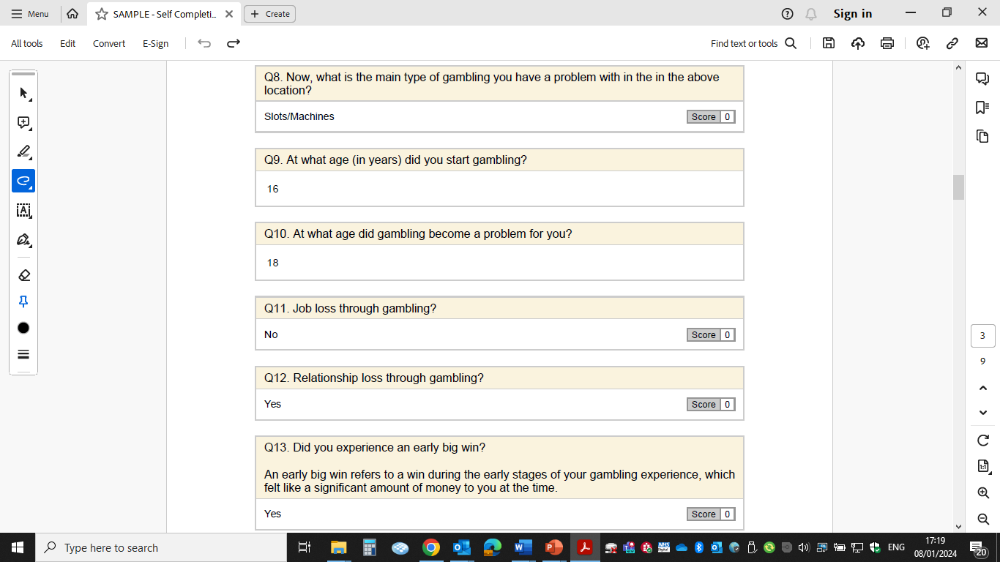 Menu
SAMPLE - Self Completi...
Create
Sign in
All tools
Edit
Convert
E-Sign
Find text or tools
Q8. Now, what is the main type of gambling you have a problem with in the in the above
location?
Slots/Machines
Score 0
Q9. At what age (in years) did you start gambling?
16
Q10. At what age did gambling become a problem for you?
18
Q11. Job loss through gambling?
No
Score 0
Q12. Relationship loss through gambling?
Yes
Score 0
Q13. Did you experience an early big win?
An early big win refers to a win during the early stages of your gambling experience, which
felt like a significant amount of money to you at the time.
Yes
Score 0
3
9
1:1
Type here to search
NHS
Digital
ENG
17:19
08/01/2024
20